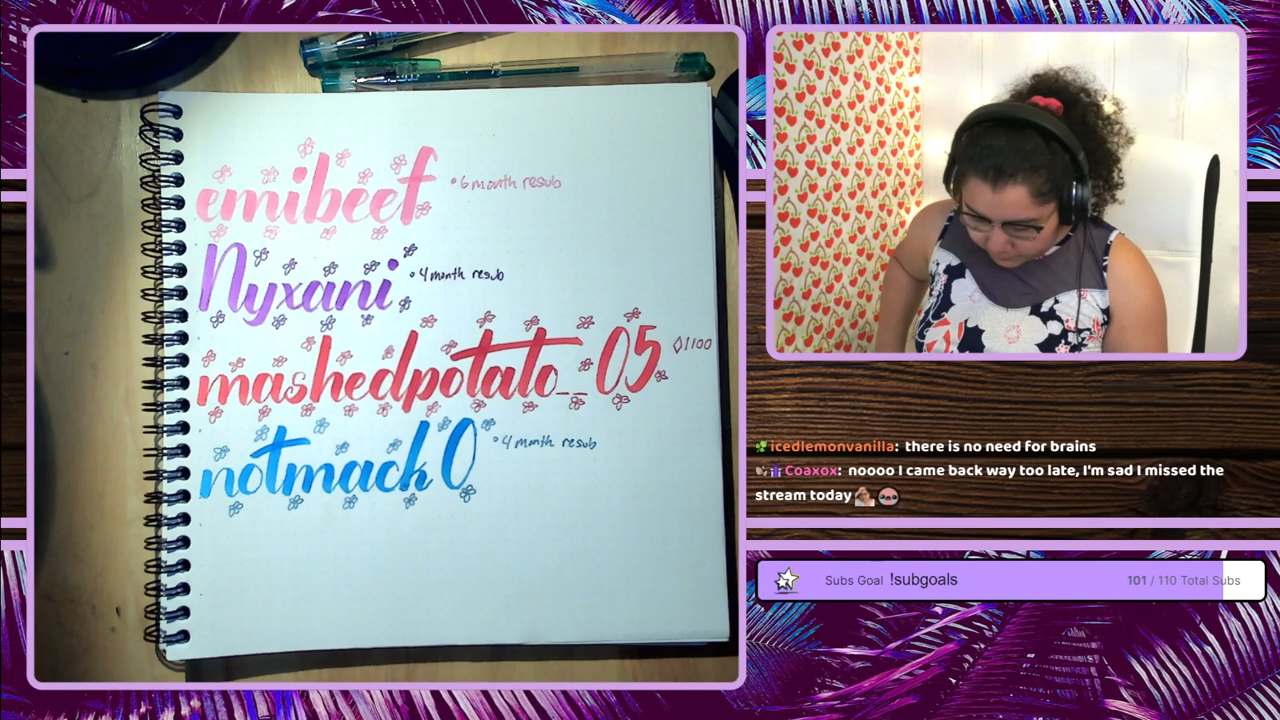 emibeef • 6 month resub
Nyxani • 4 month resub
mashedpotato_05 ◊1100
notmack0 • 4 month resub
icedlemonvanilla: there is no need for brains
Coaxox: noooo I came back way too late, I'm sad I missed the
stream today
Subs Goal !subgoals 101 / 110 Total Subs